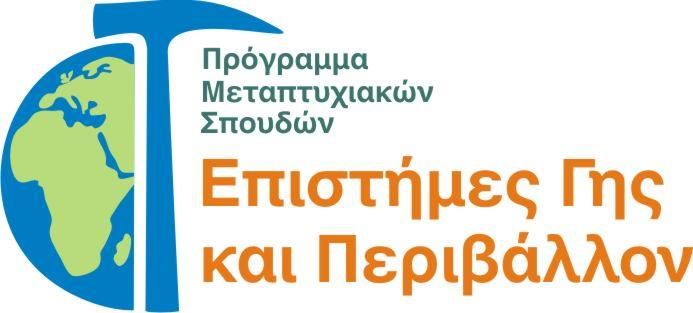 Πρόγραμμα
Μεταπτυχιακών
Σπουδών
Επιστήμες Γης
και Περιβάλλον